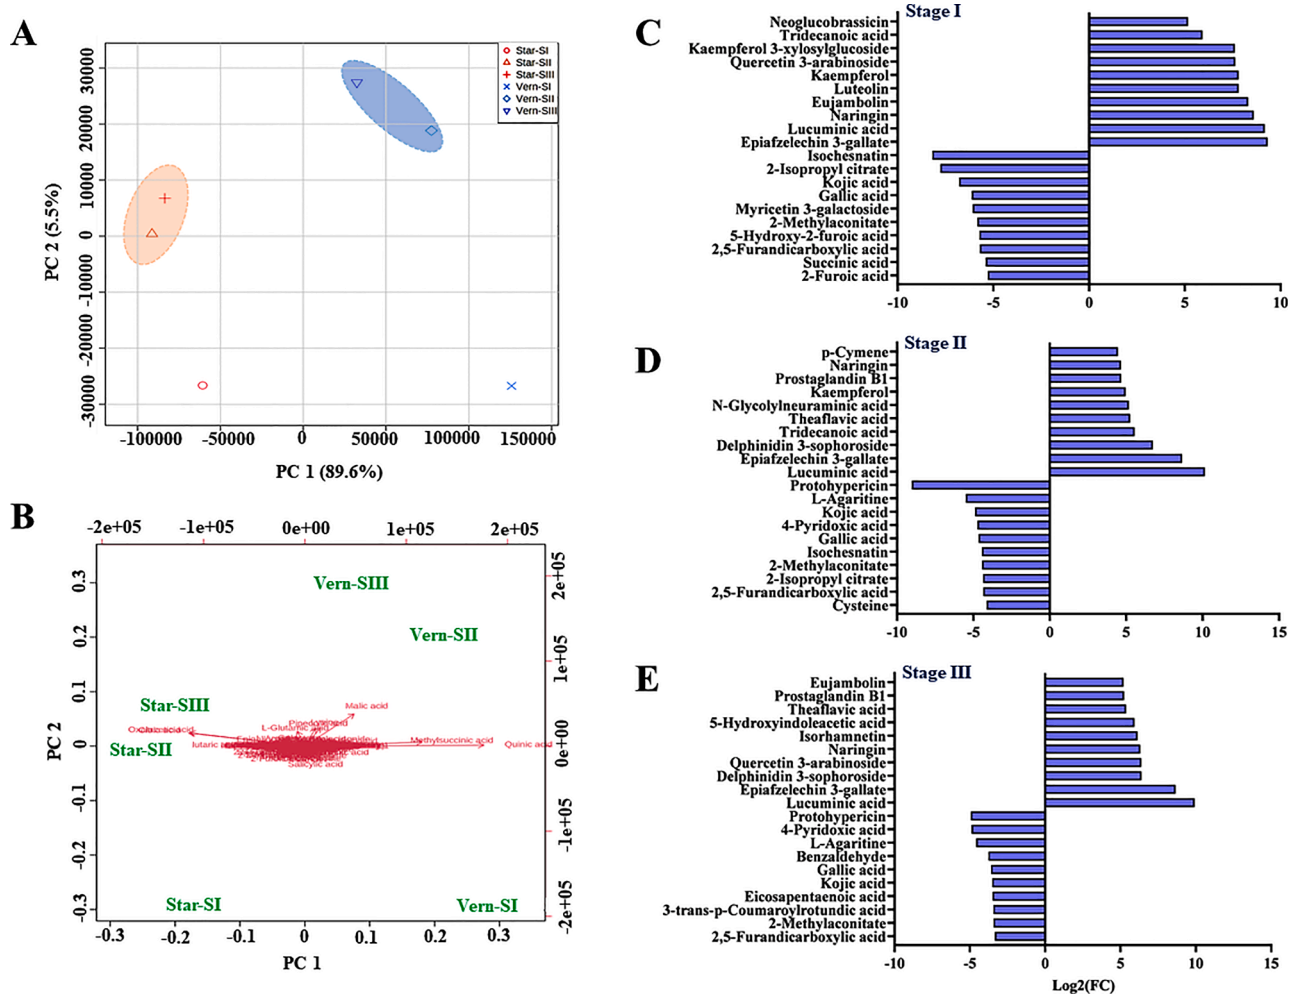 A
Star-SI
Star-SII
Star-SIII
Vern-SI
Vern-SII
Vern-SIII
PC 2 (5.5%)
30000
20000
10000
0
-10000
-20000
-30000
-100000
-50000
0
50000
100000
150000
PC 1 (89.6%)
B
-2e+05
-1e+05
0e+00
1e+05
2e+05
PC 2
0.3
0.2
0.1
0
-0.1
-0.2
-0.3
Vern-SIII
Vern-SII
Star-SIII
Star-SII
Star-SI
Vern-SI
Malic acid
L-Glutamic
Methylsuccinic acid
Quinic acid
Salicylic acid
2e+05
1e+05
0e+00
-1e+05
-2e+05
-0.3
-0.2
-0.1
0
0.1
0.2
0.3
PC 1
C
Stage I
Neoglucobrassicin
Tridecanoic acid
Kaempferol 3-xylosylglucoside
Quercetin 3-arabinoside
Kaempferol
Luteolin
Eujambolin
Naringin
Lucuminic acid
Epiafzelechin 3-gallate
Isochesnatin
2-Isopropyl citrate
Kojic acid
Gallic acid
Myricetin 3-galactoside
2-Methylaconitate
5-Hydroxy-2-furoic acid
2,5-Furandicarboxylic acid
Succinic acid
2-Furoic acid
-10
-5
0
5
10
D
Stage II
p-Cymene
Naringin
Prostaglandin B1
Kaempferol
N-Glycolylneuraminic acid
Theaflavic acid
Tridecanoic acid
Delphinidin 3-sophoroside
Epiafzelechin 3-gallate
Lucuminic acid
Protohypericin
L-Agaritine
Kojic acid
4-Pyridoxic acid
Gallic acid
Isochesnatin
2-Methylaconitate
2-Isopropyl citrate
2,5-Furandicarboxylic acid
Cysteine
-10
-5
0
5
10
15
E
Stage III
Eujambolin
Prostaglandin B1
Theaflavic acid
5-Hydroxyindoleacetic acid
Isorhamnetin
Naringin
Quercetin 3-arabinoside
Delphinidin 3-sophoroside
Epiafzelechin 3-gallate
Lucuminic acid
Protohypericin
4-Pyridoxic acid
L-Agaritine
Benzaldehyde
Gallic acid
Kojic acid
Eicosapentaenoic acid
3-trans-p-Coumaroylrotundic acid
2-Methylaconitate
2,5-Furandicarboxylic acid
-10
-5
0
5
10
15
Log2(FC)